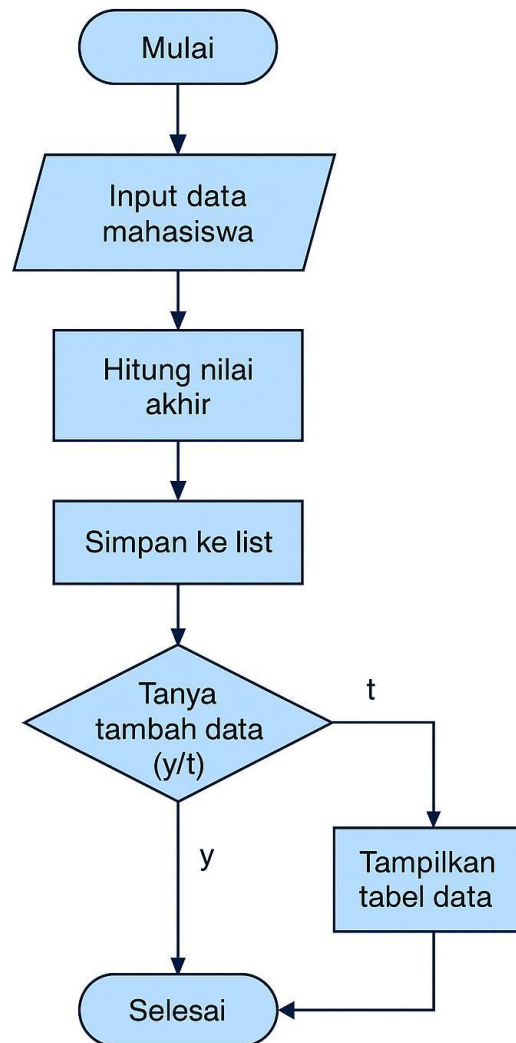 Mulai
Input data
mahasiswa
Hitung nilai
akhir
Simpan ke list
Tanya
tambah data
(y/t)
t
y
Tampilkan
tabel data
Selesai